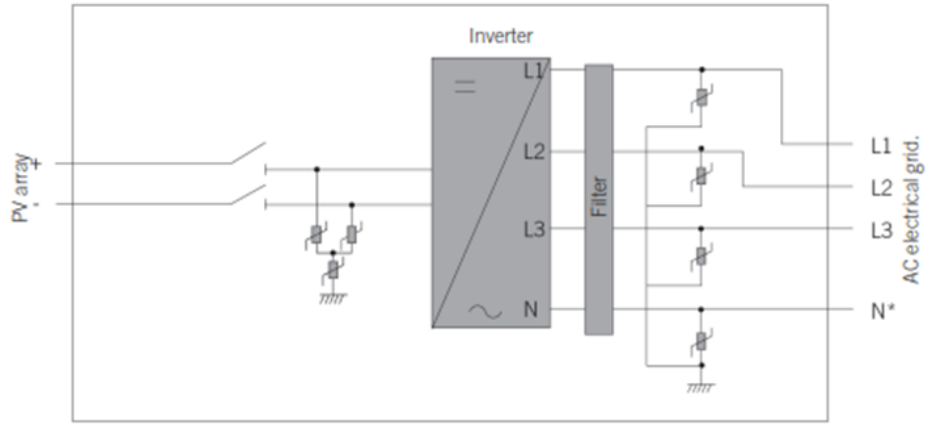 Inverter
L1
L2
L3
N
Filter
PV array
+
-
L1
L2
L3
N*
AC electrical grid.